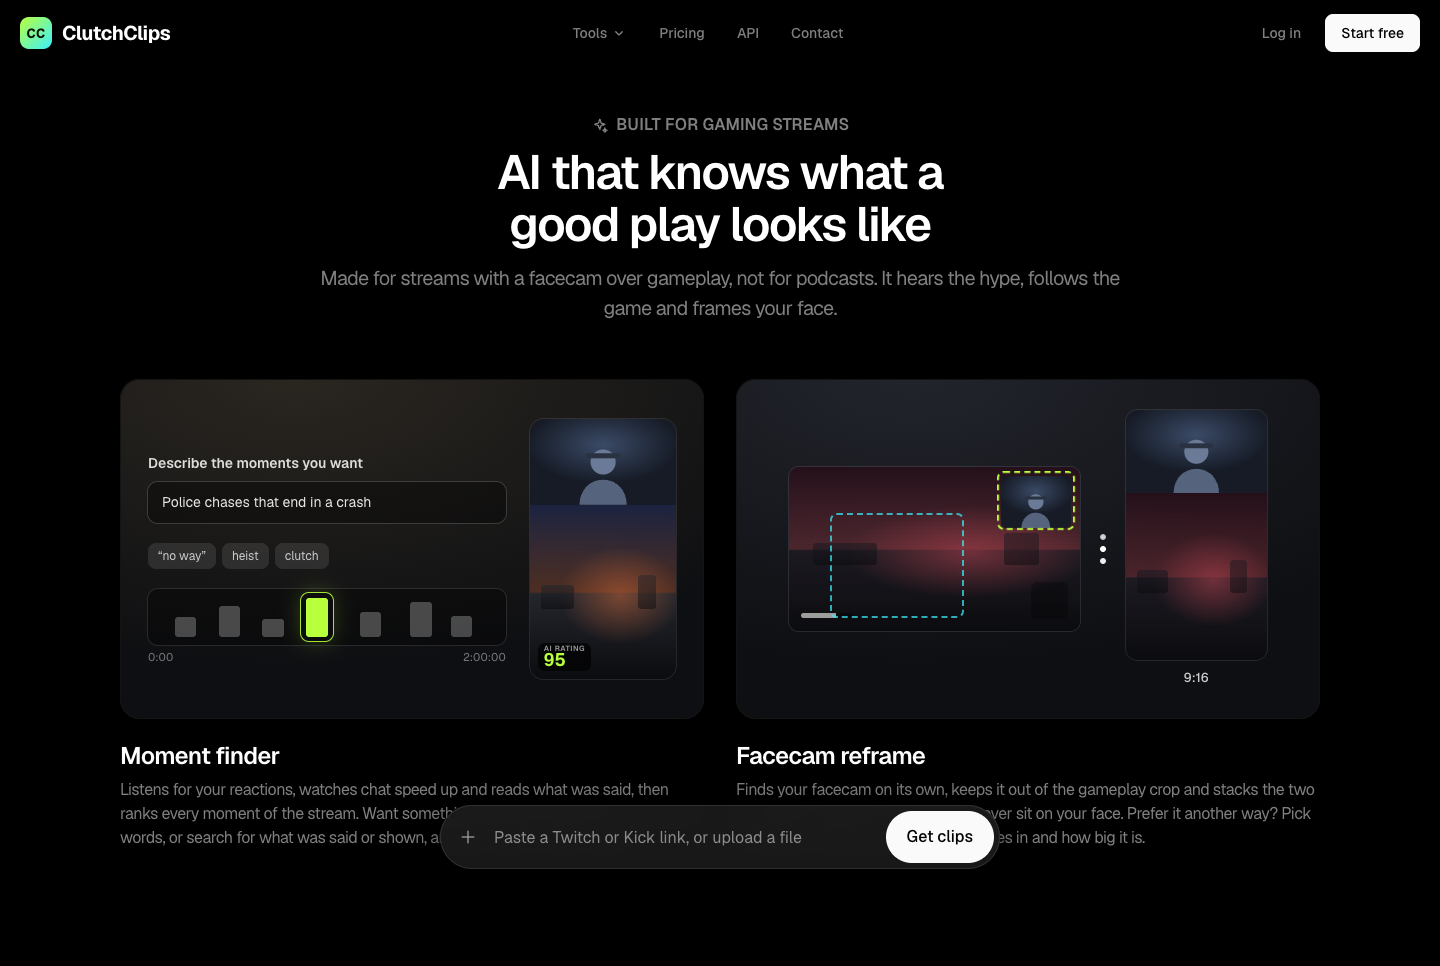 CC ClutchClips
Tools
Pricing
API
Contact
Log in
Start free
BUILT FOR GAMING STREAMS
AI that knows what a
good play looks like
Made for streams with a facecam over gameplay, not for podcasts. It hears the hype, follows the
game and frames your face.
Describe the moments you want
Police chases that end in a crash
“no way”
heist
clutch
0:00
2:00:00
AI RATING
95
9:16
Moment finder
Listens for your reactions, watches chat speed up and reads what was said, then
ranks every moment of the stream. Want
words, or search for what was said or shown,
Facecam reframe
Finds your facecam on its own, keeps it out of the gameplay crop and stacks the two
sit on your face. Prefer it another way? Pick
in and how big it is.
Paste a Twitch or Kick link, or upload a file
Get clips